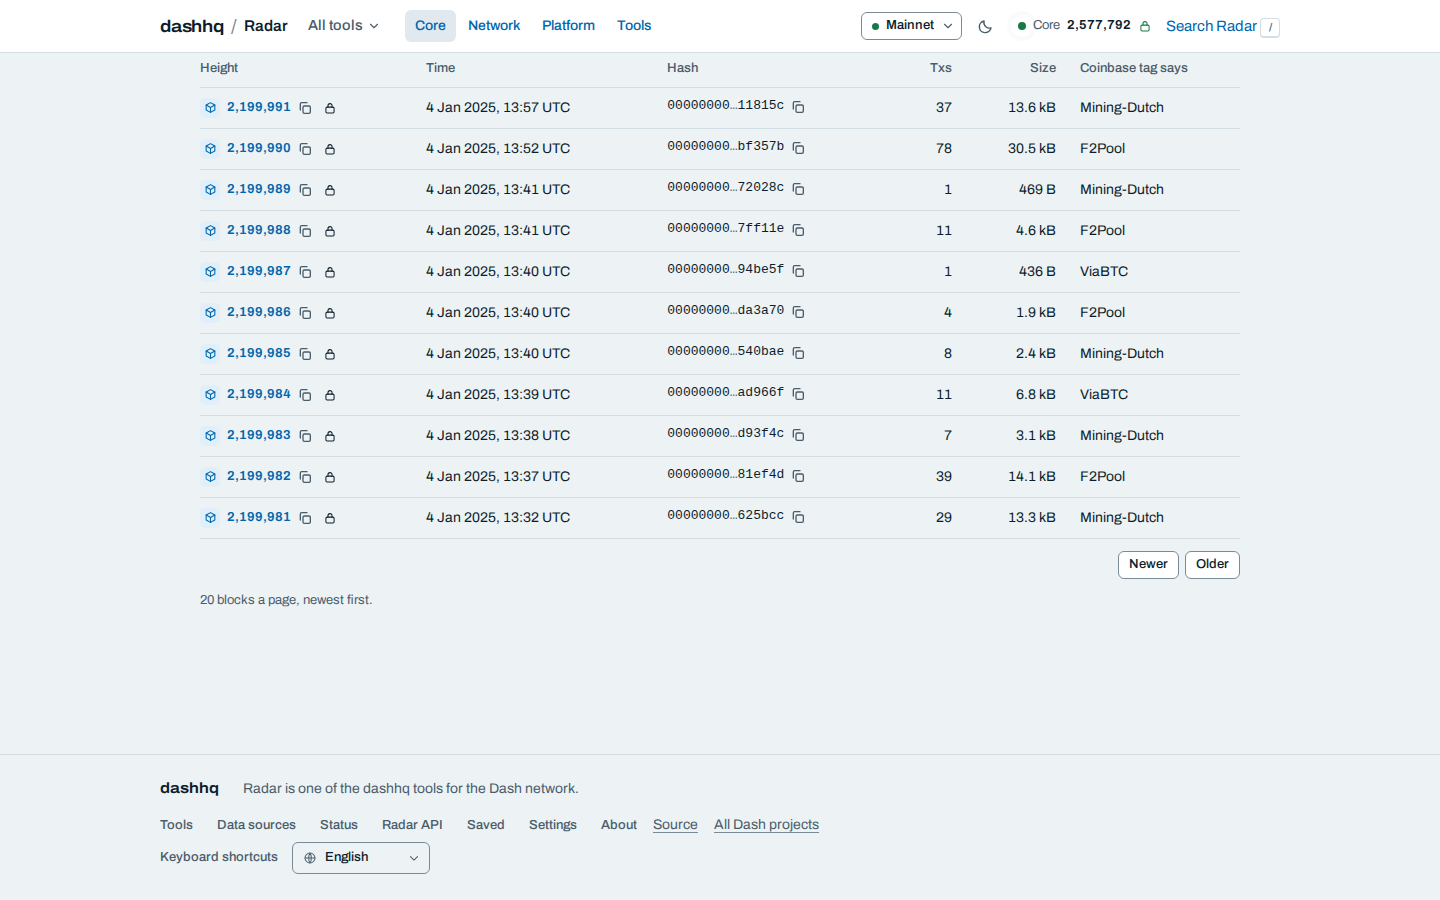 dashhq / Radar All tools Core Network Platform Tools Mainnet Core 2,577,792 Search Radar /
Height Time Hash Txs Size Coinbase tag says
2,199,991 4 Jan 2025, 13:57 UTC 00000000…11815c 37 13.6 kB Mining-Dutch
2,199,990 4 Jan 2025, 13:52 UTC 00000000…bf357b 78 30.5 kB F2Pool
2,199,989 4 Jan 2025, 13:41 UTC 00000000…72028c 1 469 B Mining-Dutch
2,199,988 4 Jan 2025, 13:41 UTC 00000000…7ff11e 11 4.6 kB F2Pool
2,199,987 4 Jan 2025, 13:40 UTC 00000000…94be5f 1 436 B ViaBTC
2,199,986 4 Jan 2025, 13:40 UTC 00000000…da3a70 4 1.9 kB F2Pool
2,199,985 4 Jan 2025, 13:40 UTC 00000000…540bae 8 2.4 kB Mining-Dutch
2,199,984 4 Jan 2025, 13:39 UTC 00000000…ad966f 11 6.8 kB ViaBTC
2,199,983 4 Jan 2025, 13:38 UTC 00000000…d93f4c 7 3.1 kB Mining-Dutch
2,199,982 4 Jan 2025, 13:37 UTC 00000000…81ef4d 39 14.1 kB F2Pool
2,199,981 4 Jan 2025, 13:32 UTC 00000000…625bcc 29 13.3 kB Mining-Dutch
Newer Older
20 blocks a page, newest first.
dashhq Radar is one of the dashhq tools for the Dash network.
Tools Data sources Status Radar API Saved Settings About Source All Dash projects
Keyboard shortcuts English